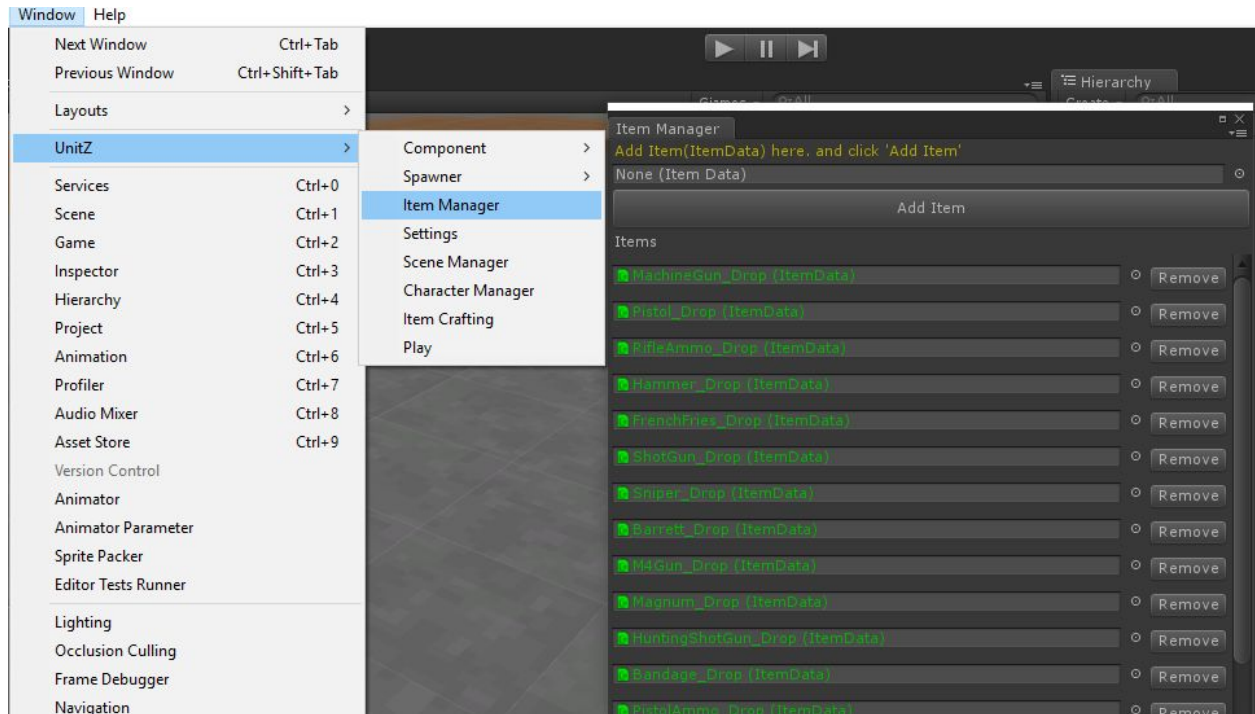 Window Help
Next Window Ctrl+Tab
Previous Window Ctrl+Shift+Tab
Layouts
UnitZ
Services Ctrl+0
Scene Ctrl+1
Game Ctrl+2
Inspector Ctrl+3
Hierarchy Ctrl+4
Project Ctrl+5
Animation Ctrl+6
Profiler Ctrl+7
Audio Mixer Ctrl+8
Asset Store Ctrl+9
Version Control
Animator
Animator Parameter
Sprite Packer
Editor Tests Runner
Lighting
Occlusion Culling
Frame Debugger
Navigation
Component
Spawner
Item Manager
Settings
Scene Manager
Character Manager
Item Crafting
Play
Hierarchy
Gizmos All
Create All
Item Manager
Add Item(ItemData) here. and click 'Add Item'
None (Item Data)
Add Item
Items
MachineGun_Drop (ItemData) Remove
Pistol_Drop (ItemData) Remove
RifleAmmo_Drop (ItemData) Remove
Hammer_Drop (ItemData) Remove
FrenchFries_Drop (ItemData) Remove
ShotGun_Drop (ItemData) Remove
Sniper_Drop (ItemData) Remove
Barrett_Drop (ItemData) Remove
M4Gun_Drop (ItemData) Remove
Magnum_Drop (ItemData) Remove
HuntingShotGun_Drop (ItemData) Remove
Bandage_Drop (ItemData) Remove
PistolAmmo_Drop (ItemData) Remove